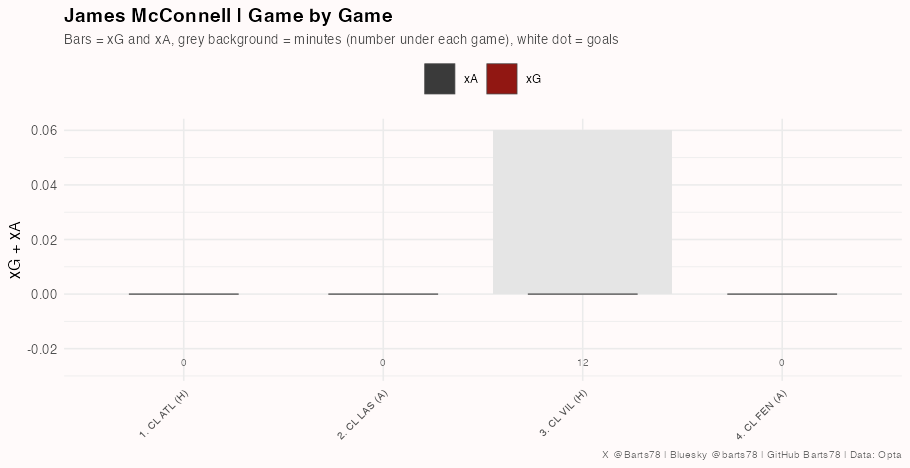 James McConnell | Game by Game
Bars = xG and xA, grey background = minutes (number under each game), white dot = goals
xA xG
xG + xA
0.06
0.04
0.02
0.00
-0.02
0 0 12 0
1. CL ATL (H)
2. CL LAS (A)
3. CL VIL (H)
4. CL FEN (A)
X @Barts78 | Bluesky @barts78 | GitHub Barts78 | Data: Opta